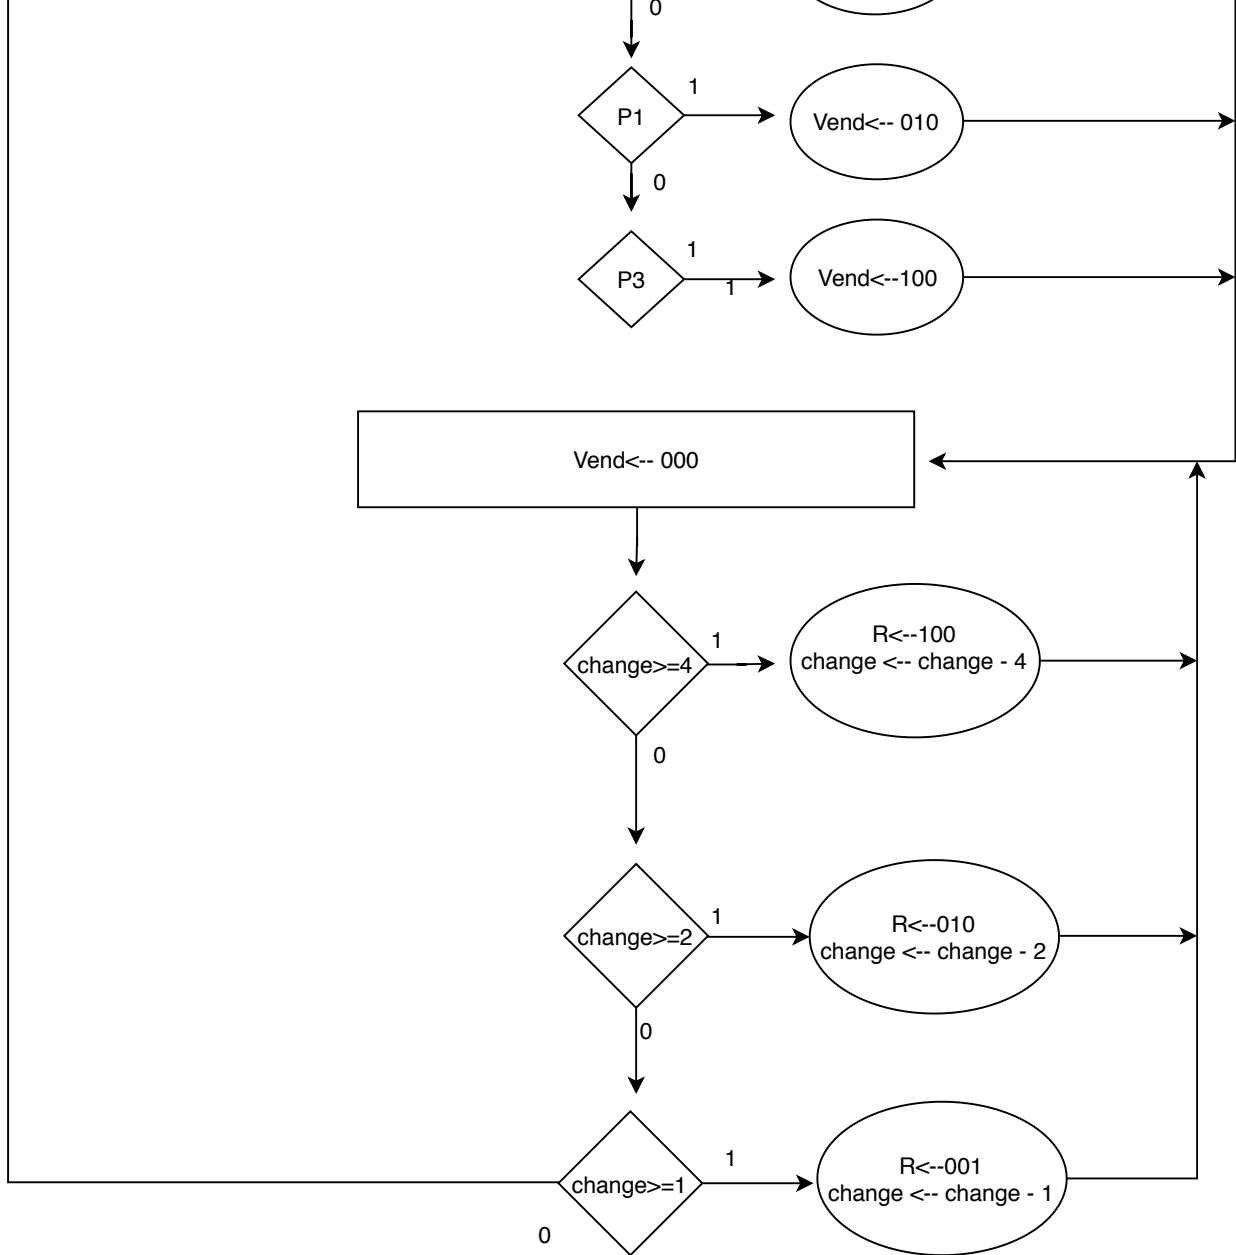 0
1
P1
Vend<-- 010
0
1
P3
1
Vend<--100
Vend<-- 000
1
change>=4
R<--100
change <-- change - 4
0
1
change>=2
R<--010
change <-- change - 2
0
1
change>=1
R<--001
change <-- change - 1
0